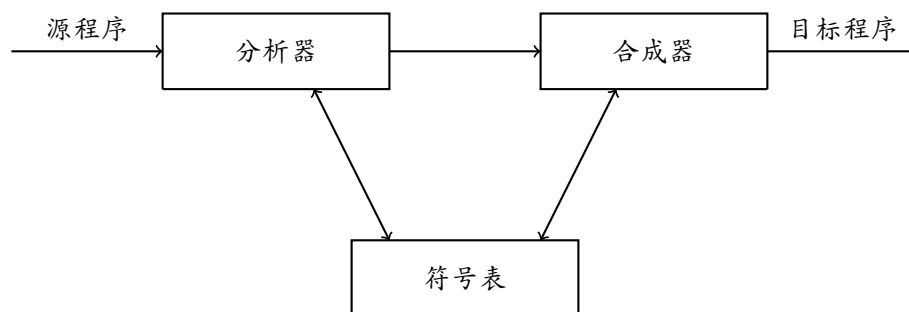 源程序
分析器
合成器
目标程序
符号表